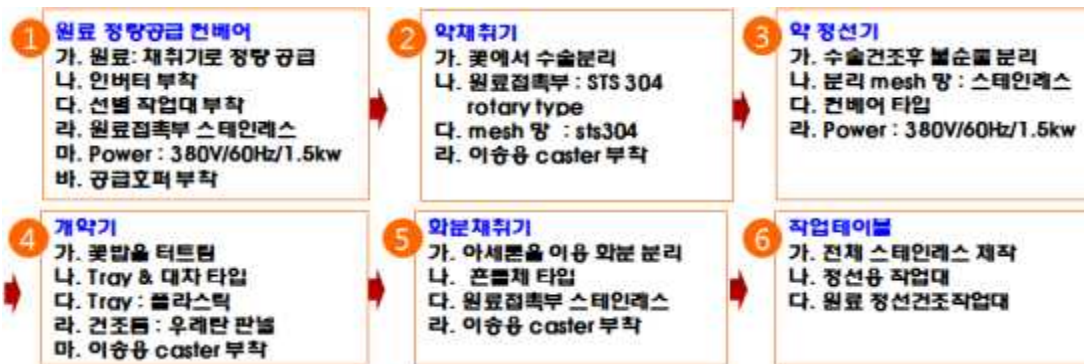 1
원료 정량공급 컨베어
가. 원료: 채취기로 정량 공급
나. 인버터 부착
다. 선별 작업대 부착
라. 원료접촉부 스테인레스
마. Power : 380V/60Hz/1.5kw
바. 공급호퍼 부착
2
약채취기
가. 꽃에서 수술분리
나. 원료접촉부 : STS 304
rotary type
다. mesh 망 : sts304
라. 이송용 caster 부착
3
약 정선기
가. 수술건조후 불순물 분리
나. 분리 mesh 망 : 스테인레스
다. 컨베어 타입
라. Power : 380V/60Hz/1.5kw
4
개약기
가. 꽃밥을 터트림
나. Tray & 대차 타입
다. Tray : 플라스틱
라. 건조룸 : 우레탄 판넬
마. 이송용 caster 부착
5
화분채취기
가. 아세톤을 이용 화분 분리
나. 흔들체 타입
다. 원료접촉부 스테인레스
라. 이송용 caster 부착
6
작업테이블
가. 전체 스테인레스 제작
나. 정선용 작업대
다. 원료 정선건조작업대